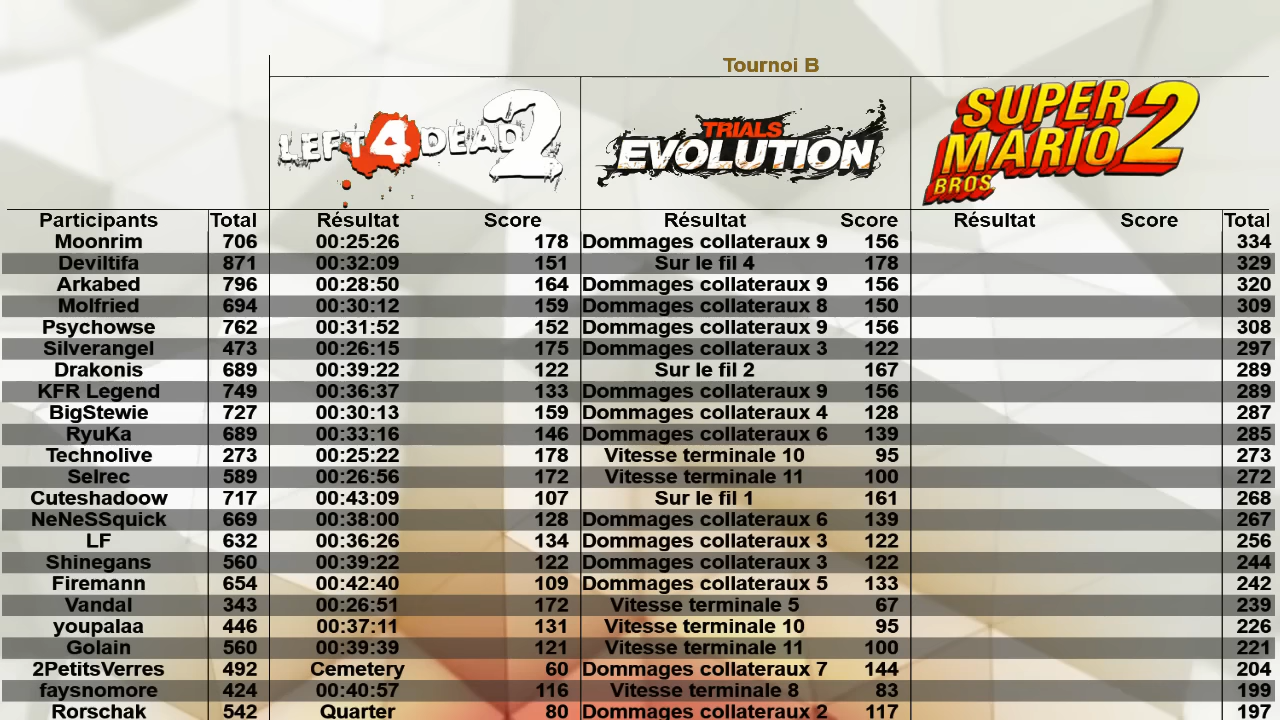 Tournoi B
LEFT 4 DEAD 2 TRIALS EVOLUTION SUPER MARIO BROS. 2
Participants Total Résultat Score Résultat Score Résultat Score Total
Moonrim 706 00:25:26 178 Dommages collateraux 9 156 334
Deviltifa 871 00:32:09 151 Sur le fil 4 178 329
Arkabed 796 00:28:50 164 Dommages collateraux 9 156 320
Molfried 694 00:30:12 159 Dommages collateraux 8 150 309
Psychowse 762 00:31:52 152 Dommages collateraux 9 156 308
Silverangel 473 00:26:15 175 Dommages collateraux 3 122 297
Drakonis 689 00:39:22 122 Sur le fil 2 167 289
KFR Legend 749 00:36:37 133 Dommages collateraux 9 156 289
BigStewie 727 00:30:13 159 Dommages collateraux 4 128 287
RyuKa 689 00:33:16 146 Dommages collateraux 6 139 285
Technolive 273 00:25:22 178 Vitesse terminale 10 95 273
Selrec 589 00:26:56 172 Vitesse terminale 11 100 272
Cuteshadoow 717 00:43:09 107 Sur le fil 1 161 268
NeNeSSquick 669 00:38:00 128 Dommages collateraux 6 139 267
LF 632 00:36:26 134 Dommages collateraux 3 122 256
Shinegans 560 00:39:22 122 Dommages collateraux 3 122 244
Firemann 654 00:42:40 109 Dommages collateraux 5 133 242
Vandal 343 00:26:51 172 Vitesse terminale 5 67 239
youpalaa 446 00:37:11 131 Vitesse terminale 10 95 226
Golain 560 00:39:39 121 Vitesse terminale 11 100 221
2PetitsVerres 492 Cemetery 60 Dommages collateraux 7 144 204
faysnomore 424 00:40:57 116 Vitesse terminale 8 83 199
Rorschak 542 Quarter 80 Dommages collateraux 2 117 197